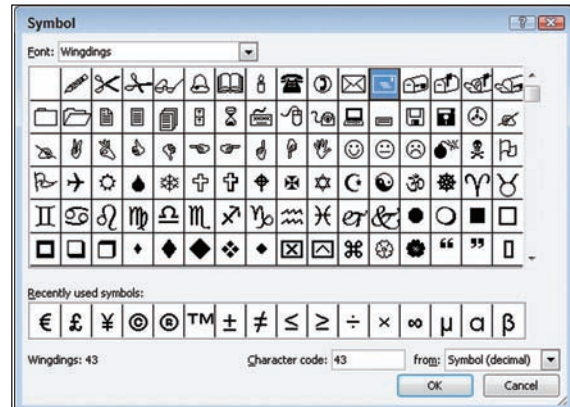 Symbol
Font: Wingdings
Recently used symbols:
€ £ ¥ © ® ™ ± ≠ ≤ ≥ ÷ × ∞ µ α β
Wingdings: 43 Character code: 43 from: Symbol (decimal)
OK Cancel